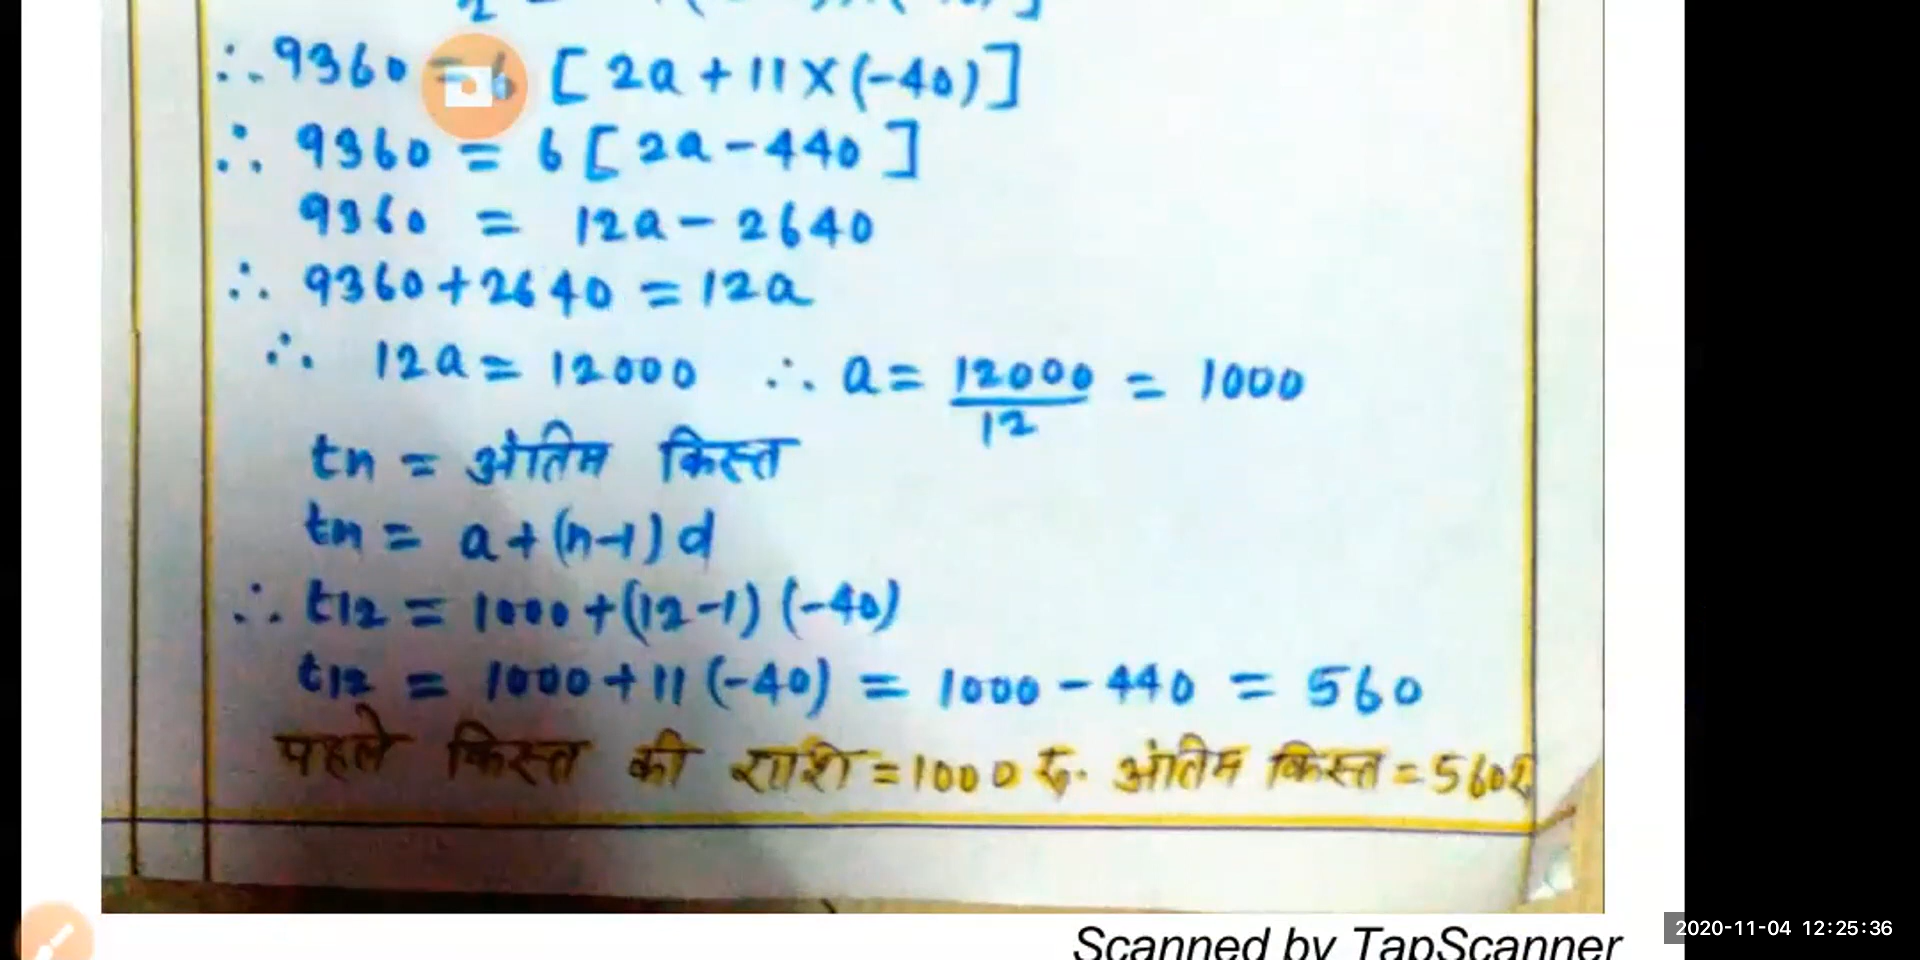 ∴ 9360 = 6 [ 2a + 11 × (-40) ]
∴ 9360 = 6 [ 2a - 440 ]
9360 = 12a - 2640
∴ 9360 + 2640 = 12a
∴ 12a = 12000 ∴ a = 12000/12 = 1000
tn = अंतिम किस्त
tn = a + (n-1) d
∴ t12 = 1000 + (12-1) (-40)
t12 = 1000 + 11 (-40) = 1000 - 440 = 560
पहले किस्त की राशि = 1000 रु. अंतिम किस्त = 560 रु
Scanned by TapScanner
2020-11-04 12:25:36